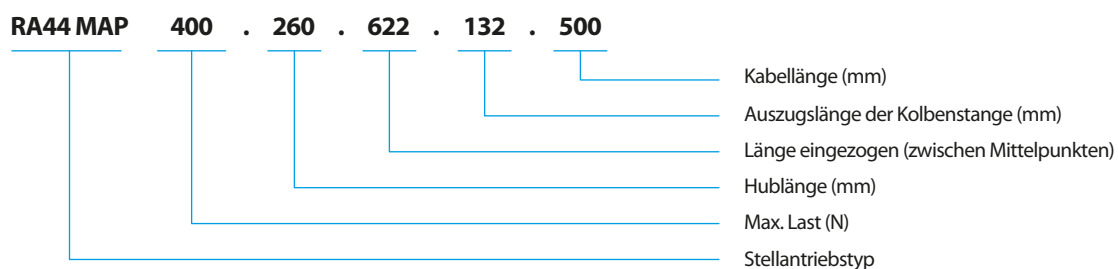 RA44 MAP 400 . 260 . 622 . 132 . 500
Kabellänge (mm)
Auszugslänge der Kolbenstange (mm)
Länge eingezogen (zwischen Mittelpunkten)
Hublänge (mm)
Max. Last (N)
Stellantriebstyp